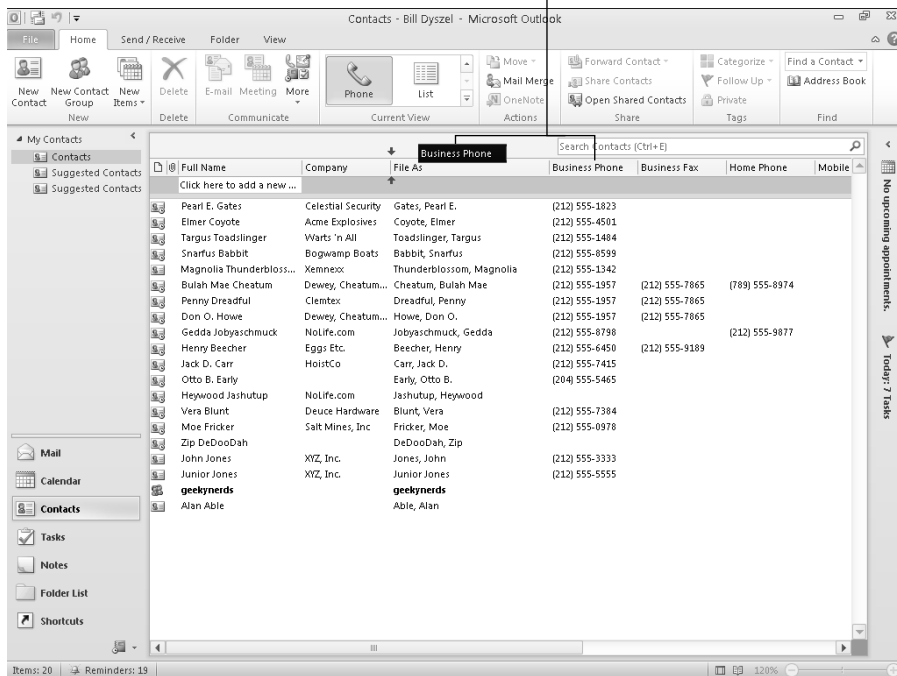 Contacts - Bill Dyszel - Microsoft Outlook
File Home Send / Receive Folder View
New Contact
New Contact Group
New Items
New
Delete
Delete
E-mail Meeting More
Communicate
Phone
List
Current View
Move
Mail Merge
OneNote
Actions
Forward Contact
Share Contacts
Open Shared Contacts
Share
Categorize
Follow Up
Private
Tags
Find a Contact
Address Book
Find
My Contacts
Contacts
Suggested Contacts
Suggested Contacts
Business Phone
Search Contacts (Ctrl+E)
Full Name Company File As Business Phone Business Fax Home Phone Mobile
Click here to add a new ...
Pearl E. Gates Celestial Security Gates, Pearl E. (212) 555-1823
Elmer Coyote Acme Explosives Coyote, Elmer (212) 555-4501
Targus Toadslinger Warts 'n All Toadslinger, Targus (212) 555-1484
Snarfus Babbit Bogwamp Boats Babbit, Snarfus (212) 555-8599
Magnolia Thunderbloss... Xemnexx Thunderblossom, Magnolia (212) 555-1342
Bulah Mae Cheatum Dewey, Cheatum... Cheatum, Bulah Mae (212) 555-1957 (212) 555-7865 (789) 555-8974
Penny Dreadful Clemtex Dreadful, Penny (212) 555-1957 (212) 555-7865
Don O. Howe Dewey, Cheatum... Howe, Don O. (212) 555-1957 (212) 555-7865
Gedda Jobyaschmuck NoLife.com Jobyaschmuck, Gedda (212) 555-8798 (212) 555-9877
Henry Beecher Eggs Etc. Beecher, Henry (212) 555-6450 (212) 555-9189
Jack D. Carr HoistCo Carr, Jack D. (212) 555-7415
Otto B. Early Early, Otto B. (204) 555-5465
Heywood Jashutup NoLife.com Jashutup, Heywood
Vera Blunt Deuce Hardware Blunt, Vera (212) 555-7384
Moe Fricker Salt Mines, Inc Fricker, Moe (212) 555-0978
Zip DeDooDah DeDooDah, Zip
John Jones XYZ, Inc. Jones, John (212) 555-3333
Junior Jones XYZ, Inc. Junior Jones (212) 555-5555
geekynerds geekynerds
Alan Able Able, Alan
Mail
Calendar
Contacts
Tasks
Notes
Folder List
Shortcuts
No upcoming appointments.
Today: 7 Tasks
Items: 20 Reminders: 19 120%